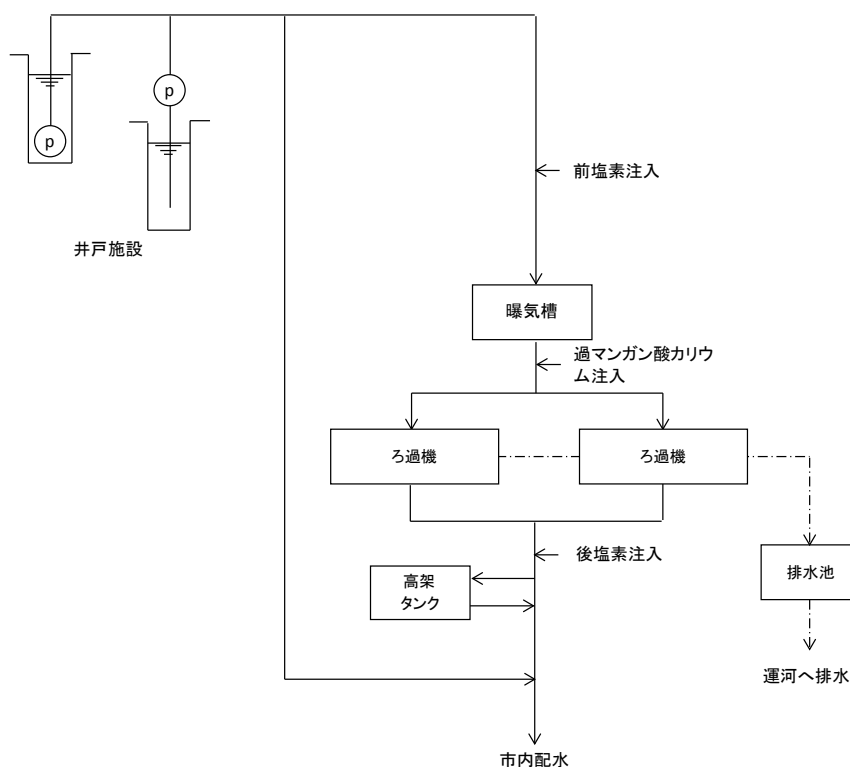 p
p
井戸施設
前塩素注入
曝気槽
過マンガン酸カリウ
ム注入
ろ過機
ろ過機
後塩素注入
高架
タンク
排水池
運河へ排水
市内配水